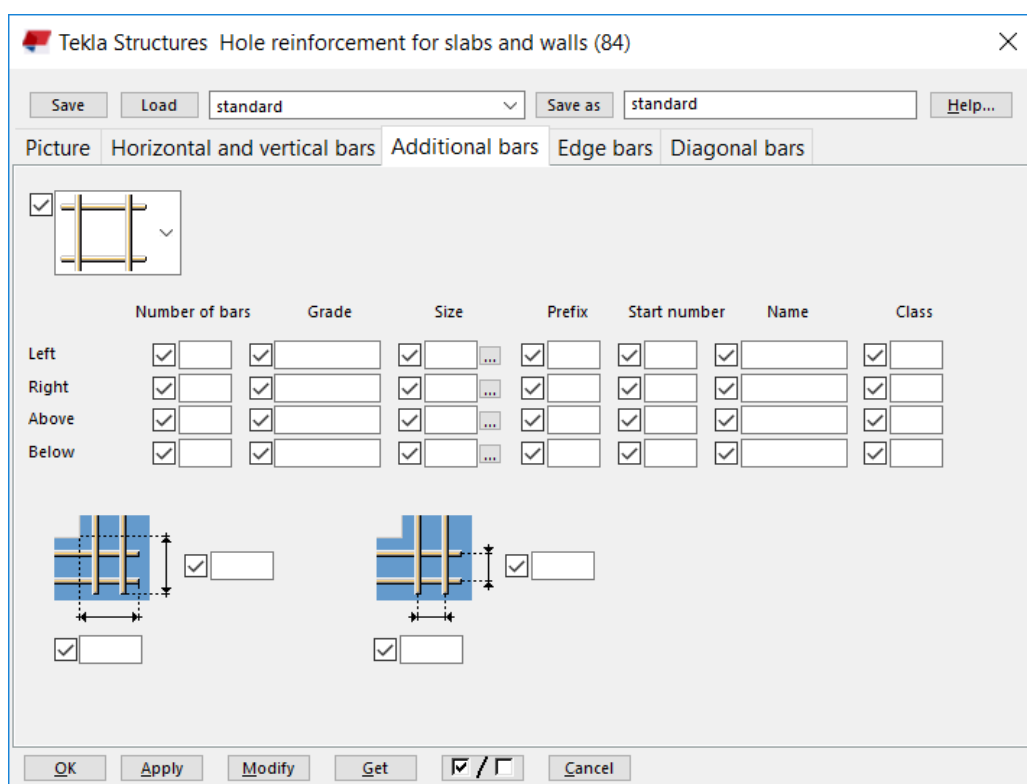 Tekla Structures Hole reinforcement for slabs and walls (84)
Save Load standard Save as standard Help...
Picture Horizontal and vertical bars Additional bars Edge bars Diagonal bars
Number of bars Grade Size Prefix Start number Name Class
Left ...
Right ...
Above ...
Below ...
OK Apply Modify Get / Cancel